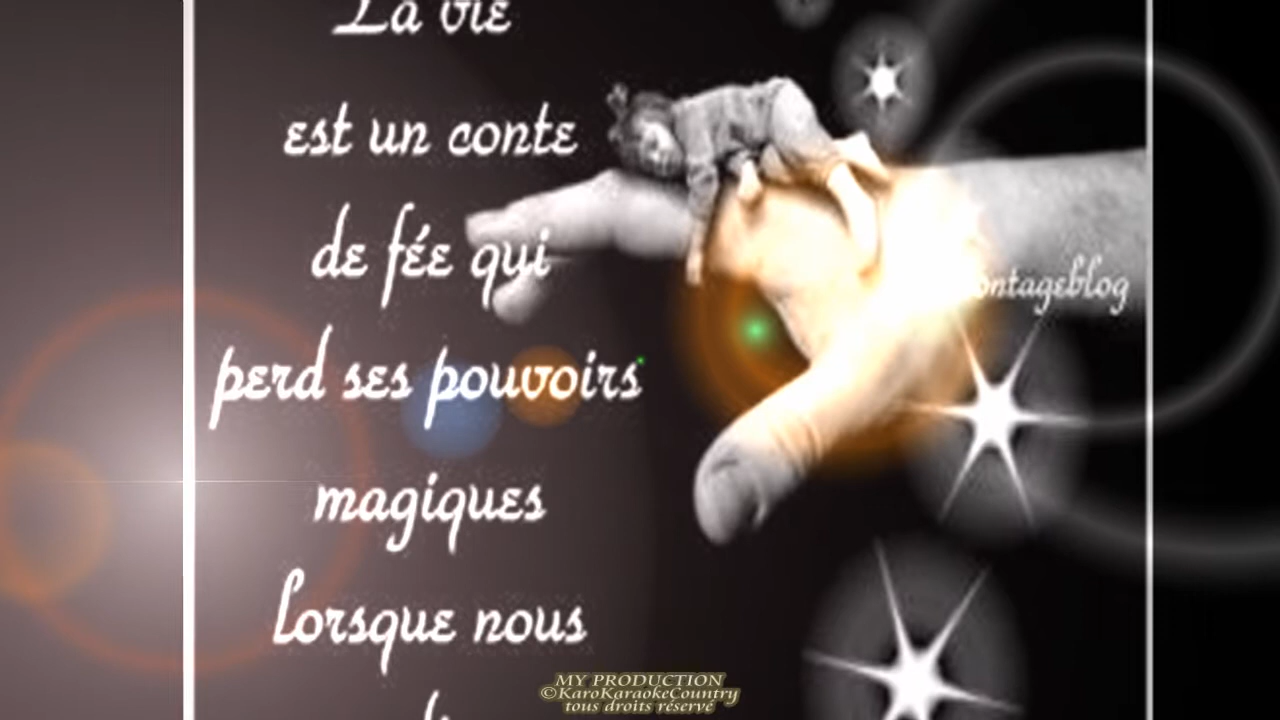 La vie
est un conte
de fée qui
perd ses pouvoirs
magiques
Lorsque nous
ontageblog
MY PRODUCTION
©KaroKaraokeCountry
tous droits réservé